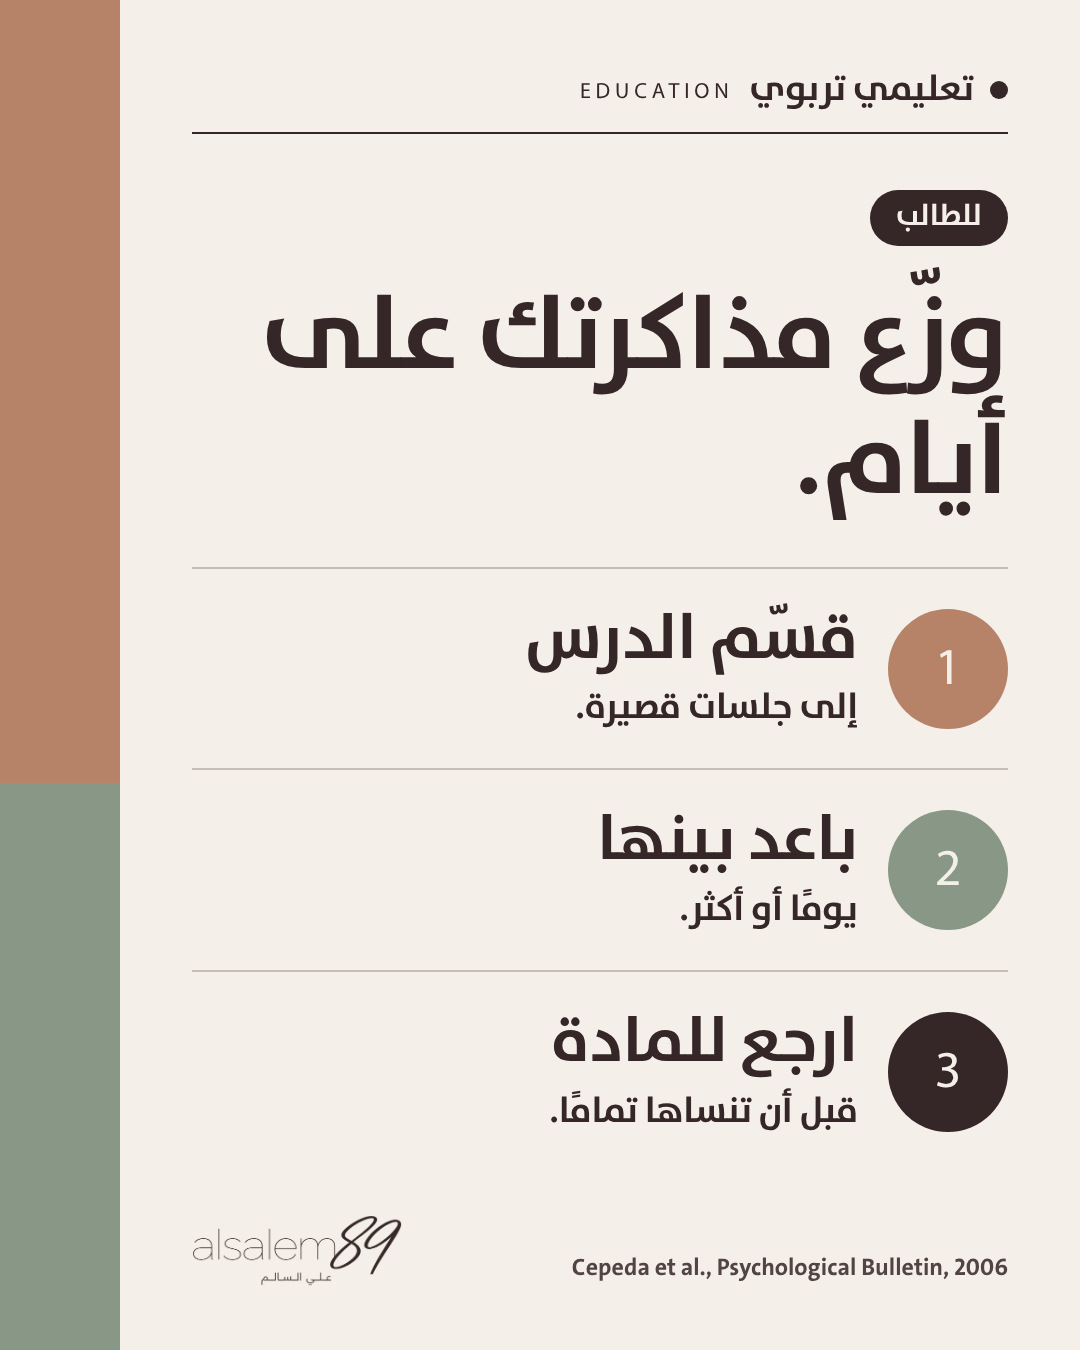 تعليمي تربوي EDUCATION
للطالب
وزّع مذاكرتك على
أيام.
1
قسّم الدرس
إلى جلسات قصيرة.
2
باعد بينها
يومًا أو أكثر.
3
ارجع للمادة
قبل أن تنساها تمامًا.
Cepeda et al., Psychological Bulletin, 2006
alsalem89
علي السالم